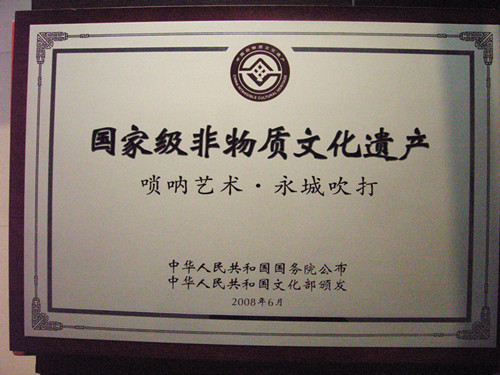 国家级非物质文化遗产
唢呐艺术·永城吹打
中华人民共和国国务院公布
中华人民共和国文化部颁发
2008年6月